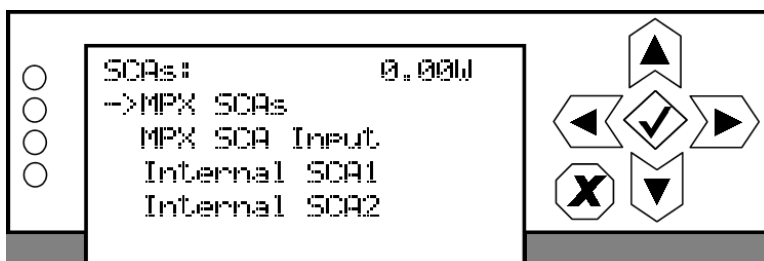 SCAs: 0.00W
->MPX SCAs
MPX SCA Input
Internal SCA1
Internal SCA2